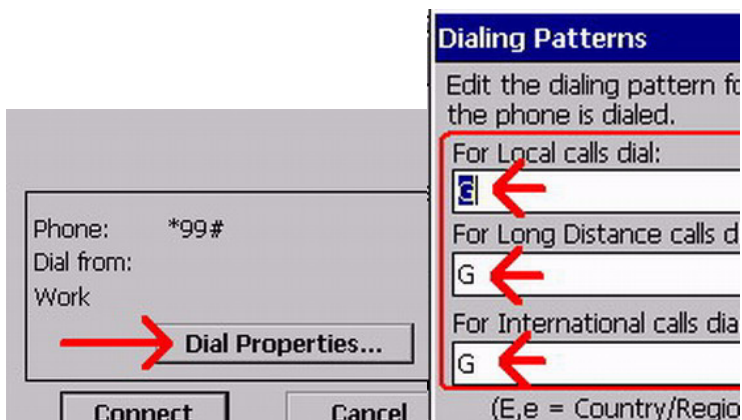 Phone: *99#
Dial from:
Work
Dial Properties...
Connect Cancel
Dialing Patterns
Edit the dialing pattern fo
the phone is dialed.
For Local calls dial:
G
For Long Distance calls d
G
For International calls dia
G
(E,e = Country/Regio